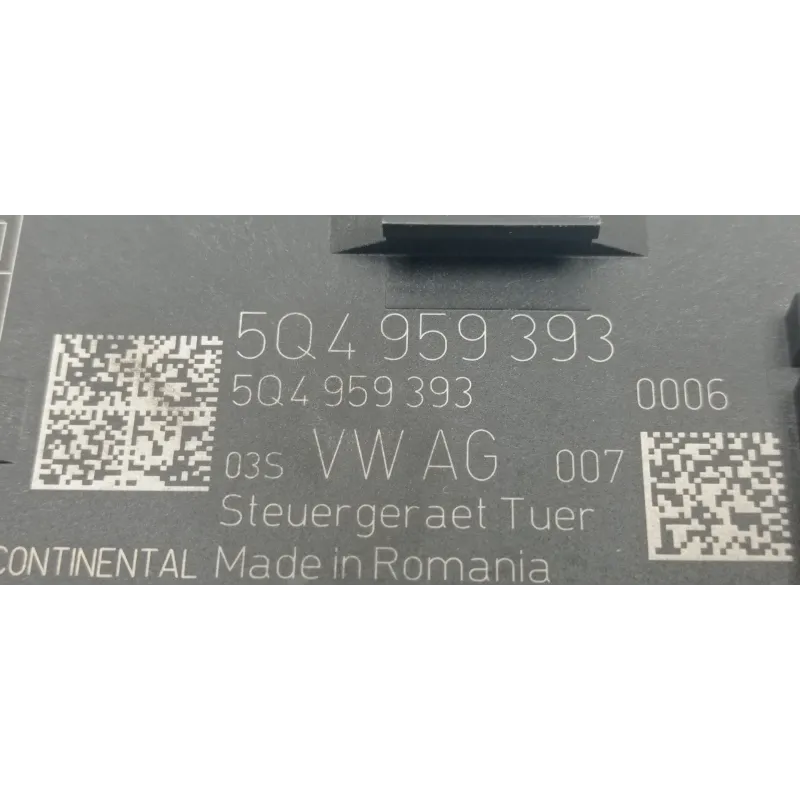 5Q4 959 393
5Q4 959 393 0006
03S VW AG 007
Steuergeraet Tuer
CONTINENTAL Made in Romania